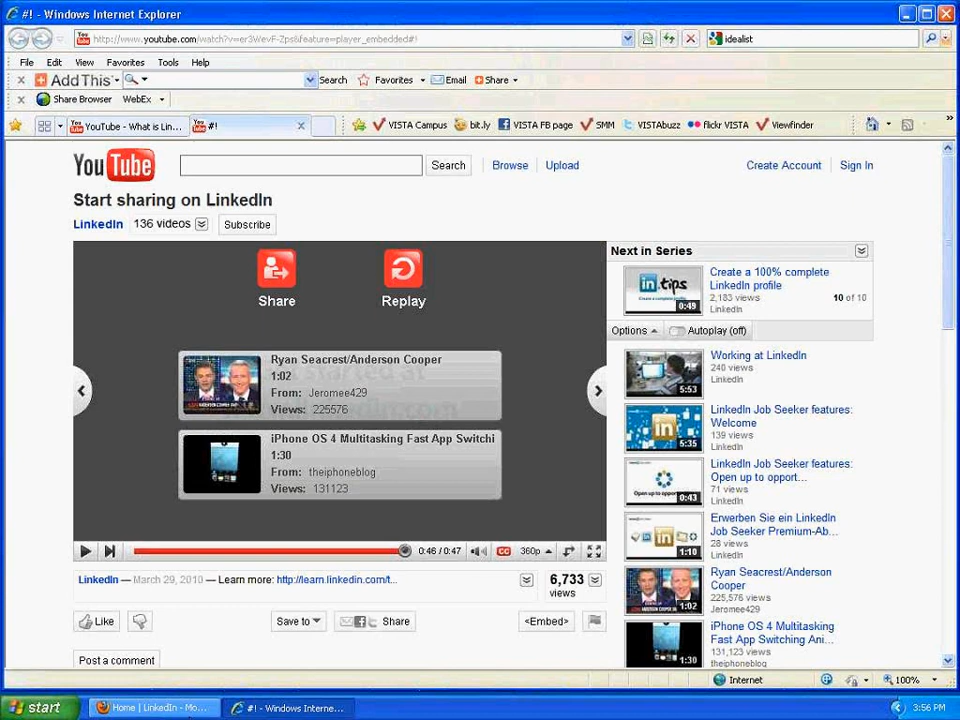 #! - Windows Internet Explorer
http://www.youtube.com/watch?v=er3WevF-Zps&feature=player_embedded#!
idealist
File Edit View Favorites Tools Help
Add This Search Favorites Email Share
Share Browser WebEx
YouTube - What is Lin... #! VISTA Campus bit.ly VISTA FB page SMM VISTAbuzz flickr VISTA Viewfinder
YouTube Search Browse Upload Create Account Sign In
Start sharing on LinkedIn
LinkedIn 136 videos Subscribe
Share Replay
Ryan Seacrest/Anderson Cooper
1:02
From: Jeromee429
Views: 225576
iPhone OS 4 Multitasking Fast App Switchi
1:30
From: theiphoneblog
Views: 131123
0:46 / 0:47 CC 360p
LinkedIn — March 29, 2010 — Learn more: http://learn.linkedin.com/t...
6,733
views
Like Save to Share <Embed>
Post a comment
Next in Series
in.tips
0:49
Create a 100% complete
LinkedIn profile
2,183 views
LinkedIn
10 of 10
Options Autoplay (off)
5:53
Working at LinkedIn
240 views
LinkedIn
in
5:35
LinkedIn Job Seeker features:
Welcome
139 views
LinkedIn
Open up to opport
0:43
LinkedIn Job Seeker features:
Open up to opport...
71 views
LinkedIn
in
1:10
Erwerben Sie ein LinkedIn
Job Seeker Premium-Ab...
28 views
LinkedIn
1:02
Ryan Seacrest/Anderson
Cooper
225,576 views
Jeromee429
1:30
iPhone OS 4 Multitasking
Fast App Switching Ani...
131,123 views
theiphoneblog
Internet 100%
start Home | LinkedIn - Mo... #! - Windows Interne... 3:56 PM